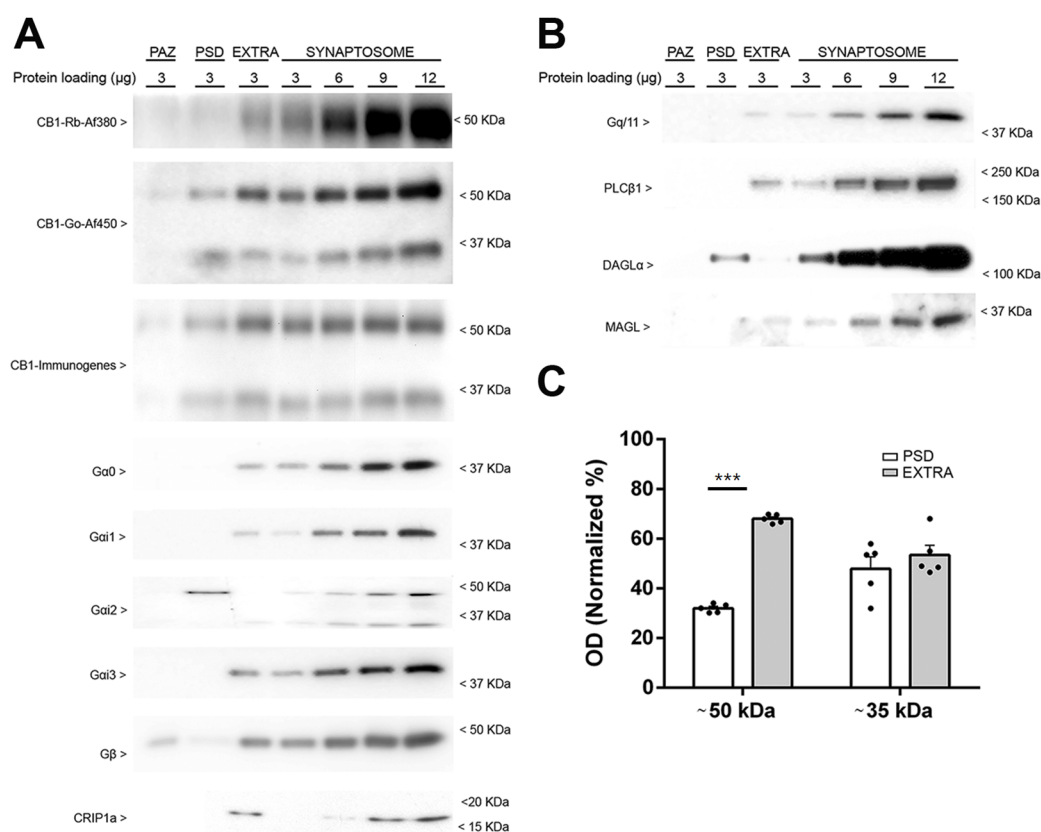 A
PAZ PSD EXTRA SYNAPTOSOME
Protein loading (µg) 3 3 3 3 6 9 12
CB1-Rb-Af380 > < 50 KDa
< 50 KDa
CB1-Go-Af450 >
< 37 KDa
< 50 KDa
CB1-Immunogenes >
< 37 KDa
Gα0 > < 37 KDa
Gαi1 >
< 37 KDa
< 50 KDa
Gαi2 >
< 37 KDa
Gαi3 >
< 37 KDa
< 50 KDa
Gβ >
<20 KDa
CRIP1a >
< 15 KDa
B
PAZ PSD EXTRA SYNAPTOSOME
Protein loading (µg) 3 3 3 3 6 9 12
Gq/11 >
< 37 KDa
< 250 KDa
PLCβ1 >
< 150 KDa
DAGLα >
< 100 KDa
< 37 KDa
MAGL >
C
OD (Normalized %)
100
80
60
40
20
0
***
PSD
EXTRA
~50 kDa ~35 kDa